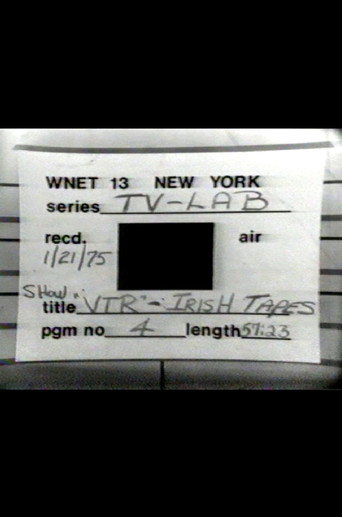 WNET 13 NEW YORK
series TV-LAB
recd. air
1/21/75
Show "
title VTR" - IRISH TAPES
pgm no 4 length 57:23